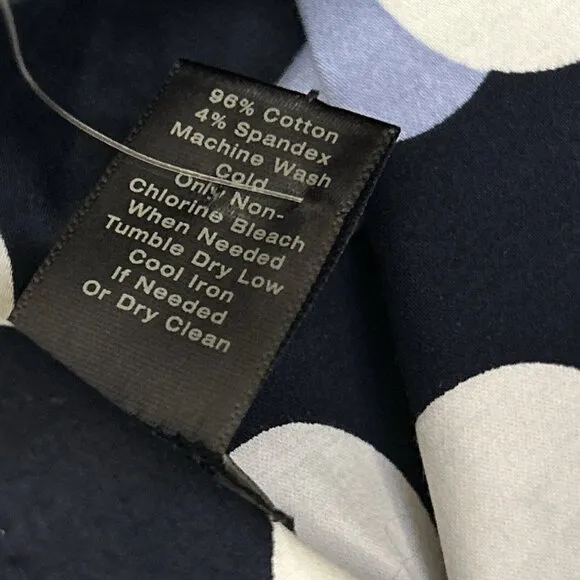 96% Cotton
4% Spandex
Machine Wash
Cold
Only Non-
Chlorine Bleach
When Needed
Tumble Dry Low
Cool Iron
If Needed
Or Dry Clean